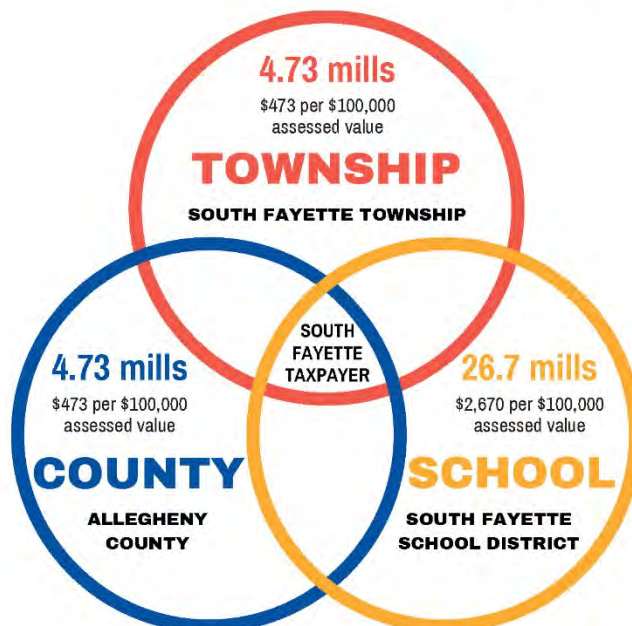 4.73 mills
$473 per $100,000
assessed value
TOWNSHIP
SOUTH FAYETTE TOWNSHIP
SOUTH
FAYETTE
TAXPAYER
4.73 mills
$473 per $100,000
assessed value
COUNTY
ALLEGHENY
COUNTY
26.7 mills
$2,670 per $100,000
assessed value
SCHOOL
SOUTH FAYETTE
SCHOOL DISTRICT